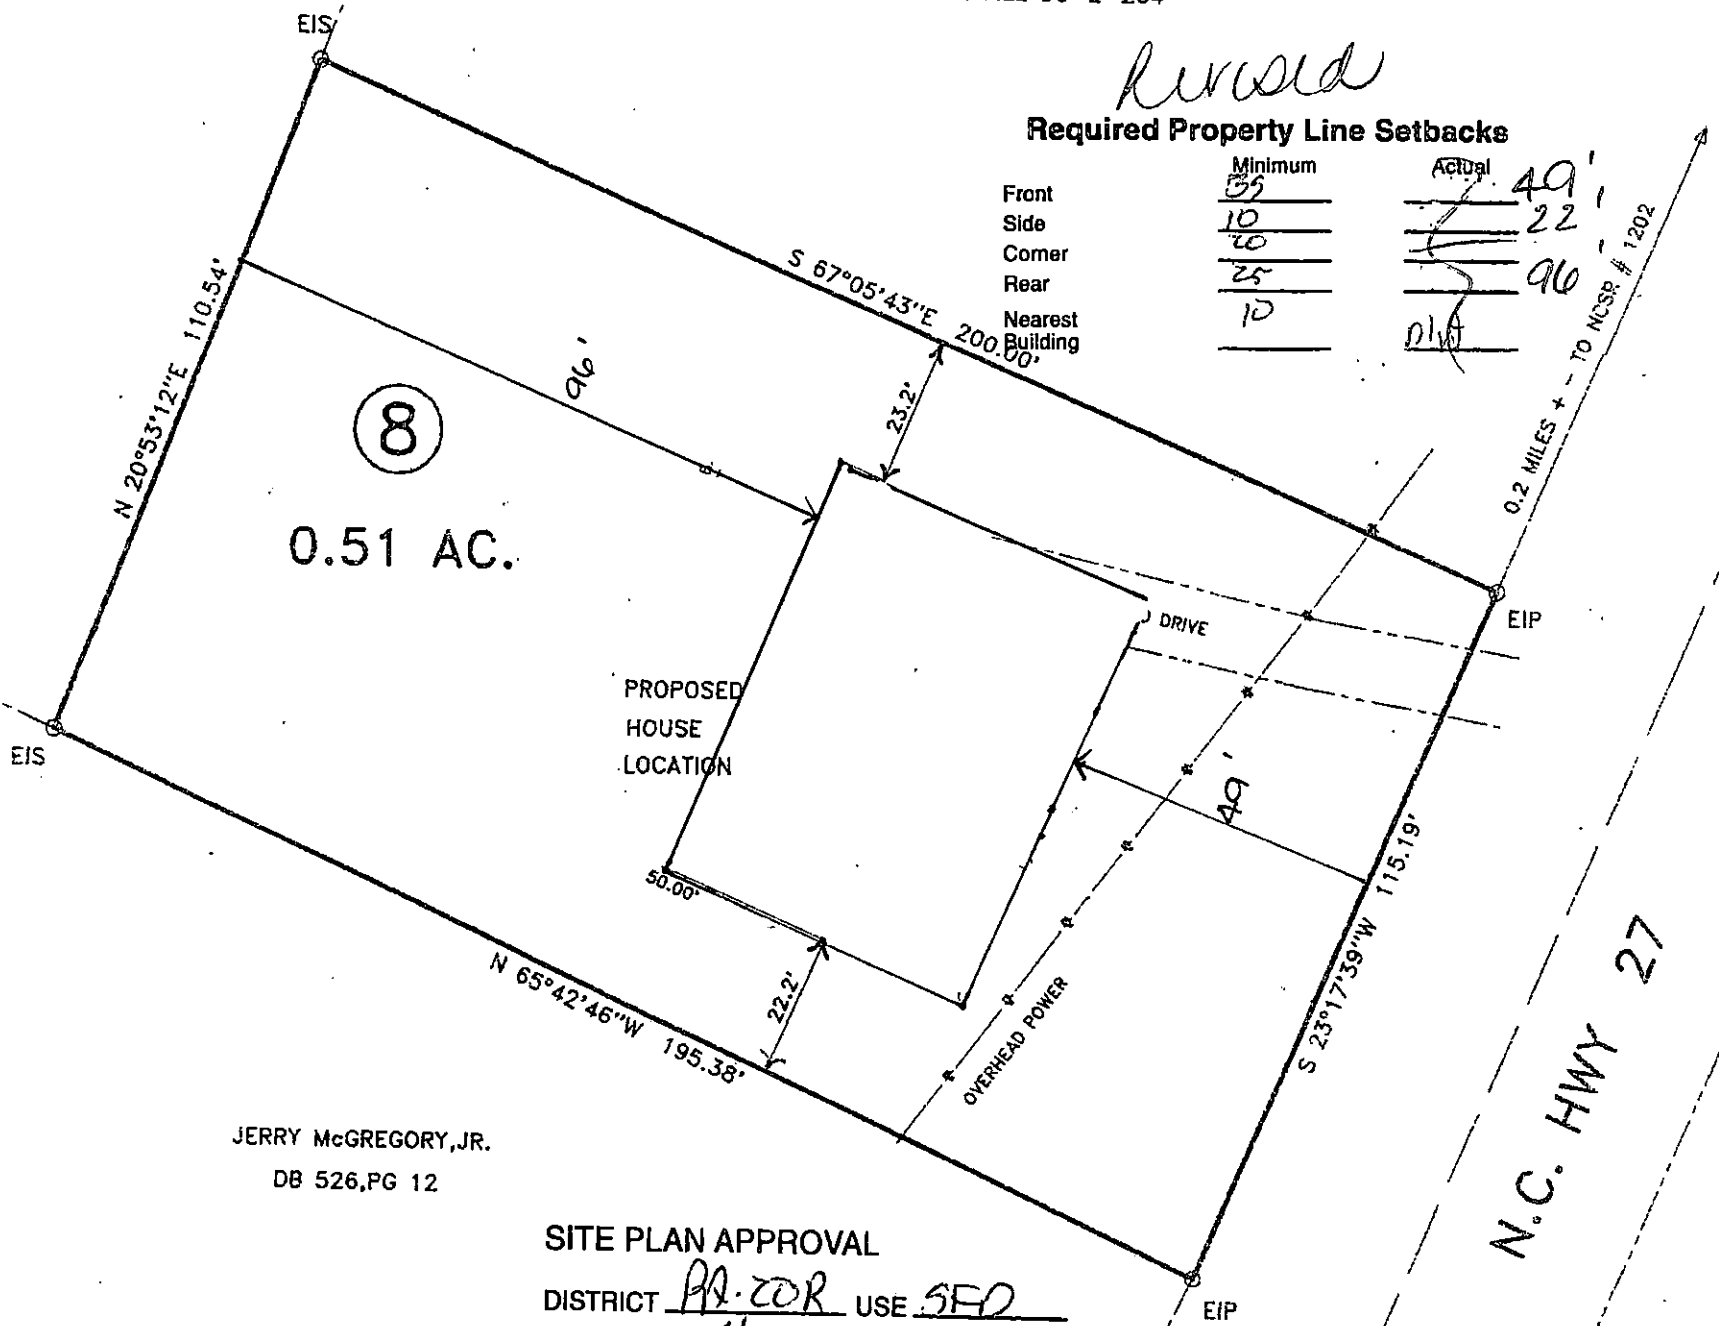 EIS
Revised
Required Property Line Setbacks
Minimum Actual
Front 35 49'
Side 10 22'
Corner 20
Rear 25 96'
Nearest
Building 10 n/a
S 67°05'43"E 200.00'
N 20°53'12"E 110.54'
96'
23.2'
8
0.51 AC.
0.2 MILES + - TO NCSR # 1202
EIP
DRIVE
PROPOSED
HOUSE
LOCATION
EIS
49'
50.00'
22.2'
N 65°42'46"W 195.38'
OVERHEAD POWER
S 23°17'39"W 115.19'
N.C. HWY 27
JERRY McGREGORY,JR.
DB 526,PG 12
SITE PLAN APPROVAL
DISTRICT RA-20R USE SFD
EIP